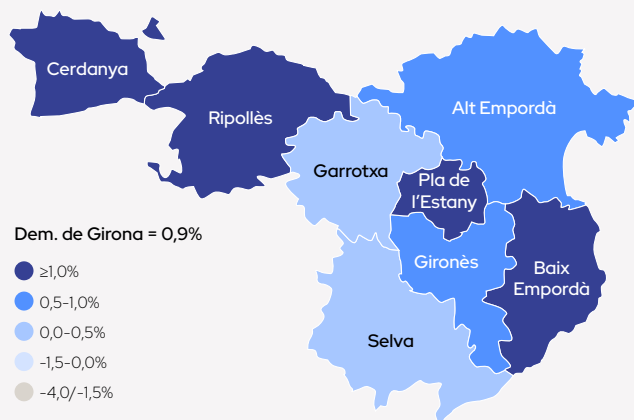 Cerdanya
Ripollès
Alt Empordà
Garrotxa
Pla de
l'Estany
Gironès
Baix
Empordà
Selva
Dem. de Girona = 0,9%
≥1,0%
0,5-1,0%
0,0-0,5%
-1,5-0,0%
-4,0/-1,5%